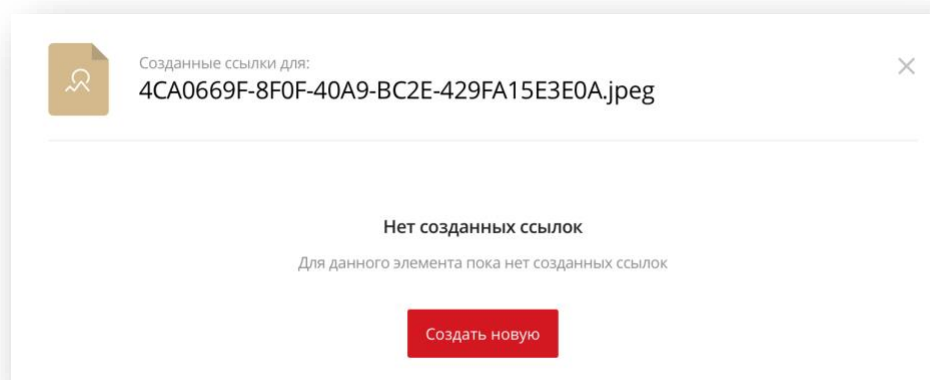 Созданные ссылки для:
4CA0669F-8F0F-40A9-BC2E-429FA15E3E0A.jpeg
Нет созданных ссылок
Для данного элемента пока нет созданных ссылок
Создать новую